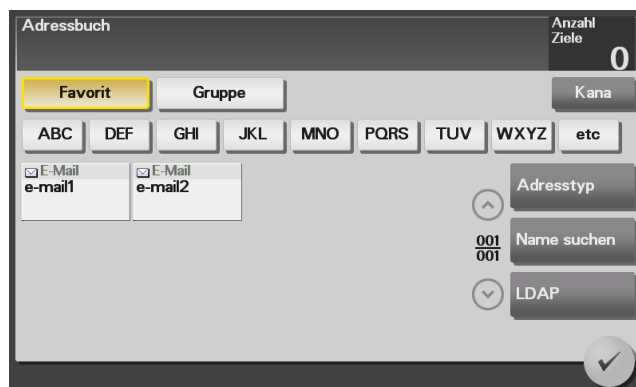 Adressbuch
Anzahl
Ziele
0
Favorit Gruppe Kana
ABC DEF GHI JKL MNO PQRS TUV WXYZ etc
E-Mail E-Mail
e-mail1 e-mail2
Adresstyp
001
001
Name suchen
LDAP